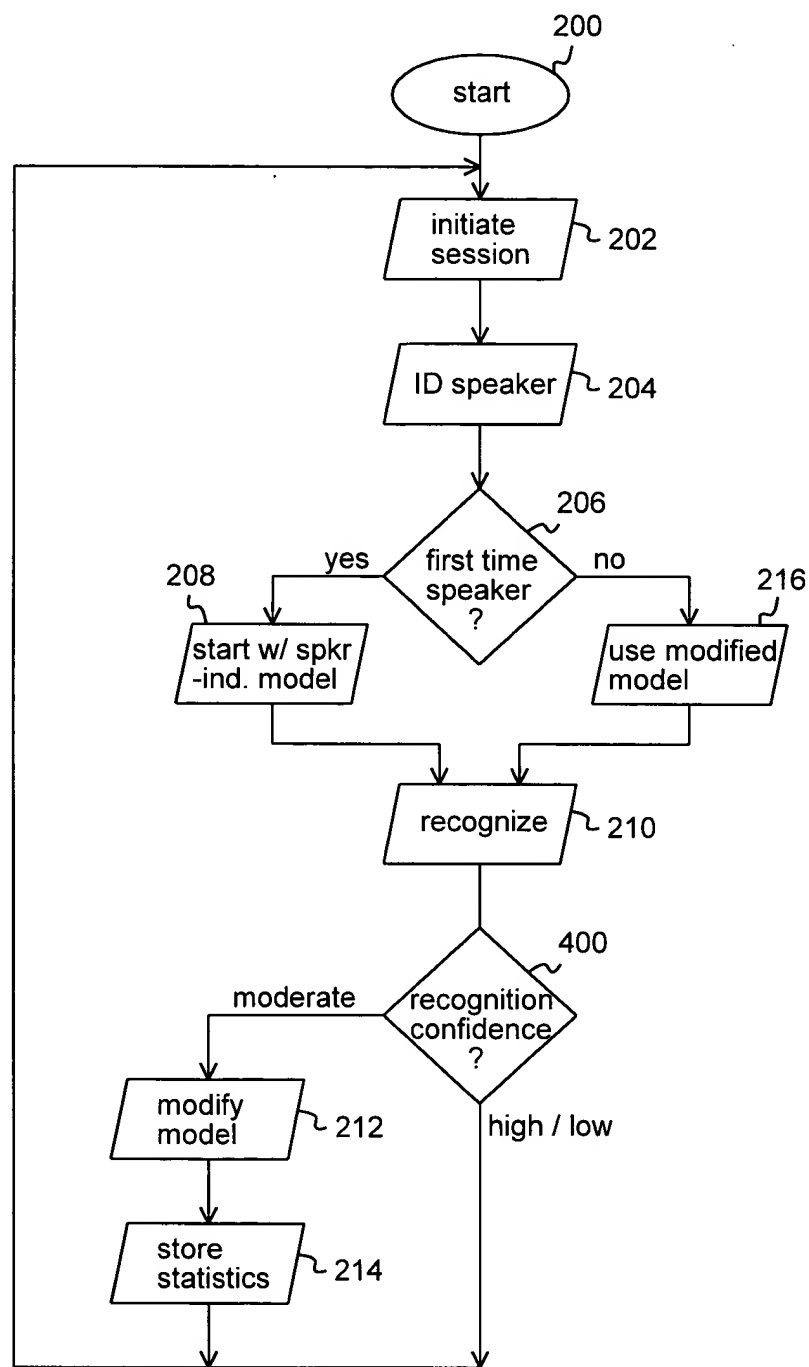 200
start
initiate
session
202
ID speaker
204
206
yes
first time
speaker
?
no
208
216
start w/ spkr
-ind. model
use modified
model
recognize
210
400
moderate
recognition
confidence
?
modify
model
212
high / low
store
statistics
214